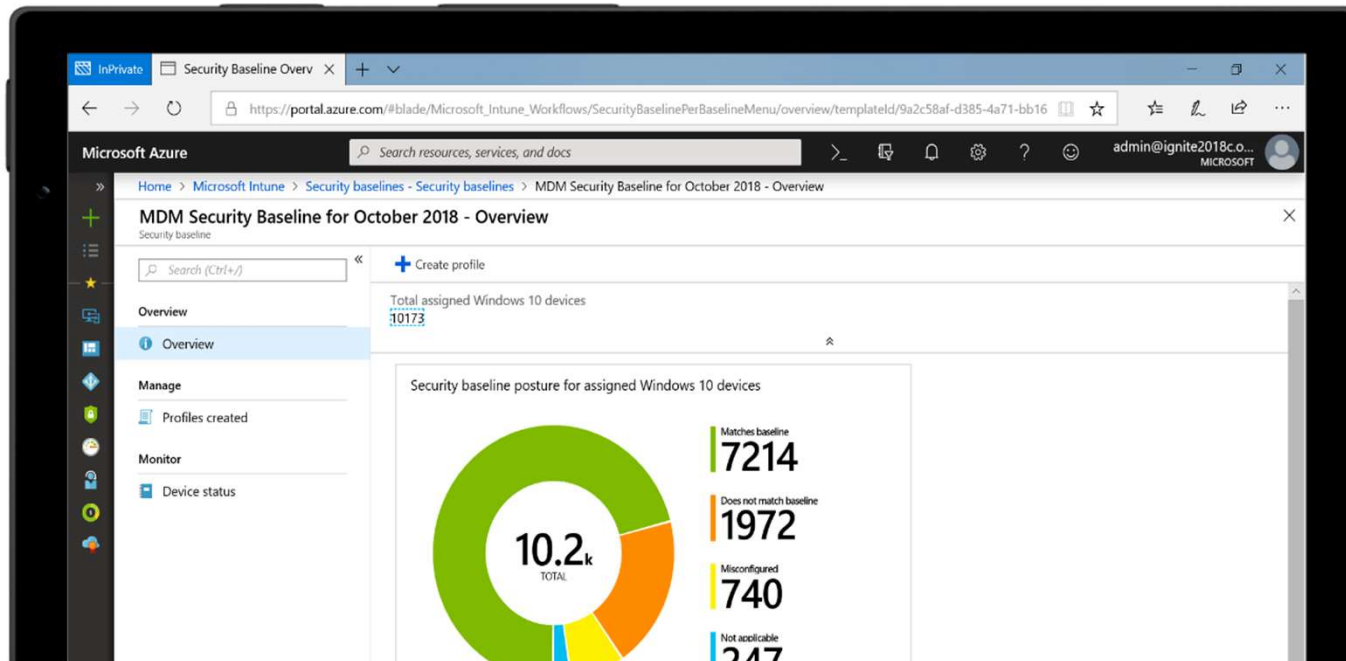 InPrivate
Security Baseline Overv
https://portal.azure.com/#blade/Microsoft_Intune_Workflows/SecurityBaselinePerBaselineMenu/overview/templateId/9a2c58af-d385-4a71-bb16
Microsoft Azure
Search resources, services, and docs
admin@ignite2018c.o...
MICROSOFT
Home > Microsoft Intune > Security baselines - Security baselines > MDM Security Baseline for October 2018 - Overview
MDM Security Baseline for October 2018 - Overview
Security baseline
Search (Ctrl+/)
Create profile
Total assigned Windows 10 devices
10173
Overview
Overview
Manage
Profiles created
Monitor
Device status
Security baseline posture for assigned Windows 10 devices
10.2k
TOTAL
Matches baseline
7214
Does not match baseline
1972
Misconfigured
740
Not applicable
247